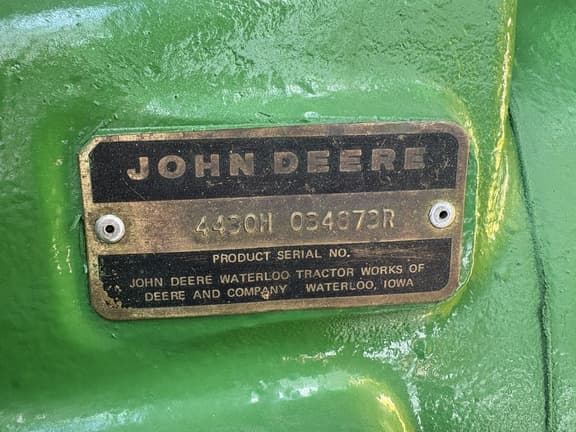 JOHN DEERE
4430H 034873R
PRODUCT SERIAL NO.
JOHN DEERE WATERLOO TRACTOR WORKS OF
DEERE AND COMPANY WATERLOO, IOWA